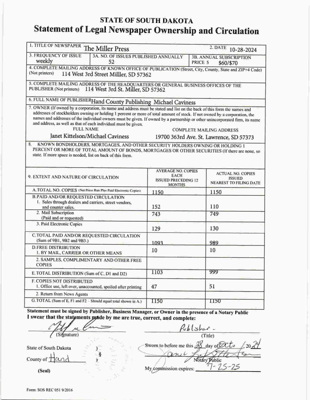 STATE OF SOUTH DAKOTA
Statement of Legal Newspaper Ownership and Circulation
1. TITLE OF NEWSPAPER The Miller Press
2. DATE 10-28-2024
3. FREQUENCY OF ISSUE weekly
3A. NO. OF ISSUES PUBLISHED ANNUALLY 52
3B. ANNUAL SUBSCRIPTION PRICE $ $60/$70
4. COMPLETE MAILING ADDRESS OF KNOWN OFFICE OF PUBLICATION (Street, City, County, State and ZIP+4 Code)
(Not printers) 114 West 3rd Street Miller, SD 57362
5. COMPLETE MAILING ADDRESS OF THE HEADQUARTERS OR GENERAL BUSINESS OFFICES OF THE
PUBLISHER (Not printers) 114 West 3rd St. Miller, SD 57362
6. FULL NAME OF PUBLISHER Hand County Publishing Michael Caviness
7. OWNER (If owned by a corporation, its name and address must be stated and
addresses of stockholders owning or holding 1 percent or more of total amount of stock. If not owned by a corporation, the
names and addresses of the individual owners must be given. If owned by a partnership or other unincorporated firm, its name
and address, as well as that of each individual must be given.
FULL NAME
COMPLETE MAILING ADDRESS
Janet Kittelson/Michael Caviness
19700 363rd Ave. St. Lawrence, SD 57373
8. KNOWN BONDHOLDERS, MORTGAGES, AND OTHER SECURITY HOLDERS OWNING OR HOLDING 1
PERCENT OR MORE OF TOTAL AMOUNT OF BONDS, MORTGAGES OR OTHER SECURITIES (If there are none, so
state. If more space is needed, list on back of this form.
9. EXTENT AND NATURE OF CIRCULATION
AVERAGE NO. COPIES EACH ISSUED PRECEDING 12 MONTHS
ACTUAL NO. COPIES ISSUED NEAREST TO FILING DATE
A. TOTAL NO. COPIES (Net Press Run Plus Paid Electronic Copies) 1150 1150
B. PAID AND/OR REQUESTED CIRCULATION
1. Sales through dealers and carriers, street vendors, and counter sales. 152 110
2. Mail Subscription (Paid and or requested) 743 749
3. Paid Electronic Copies 129 130
C. TOTAL PAID AND/OR REQUESTED CIRCULATION
(Sum of 9B1, 9B2 and 9B3.) 1093 989
D. FREE DISTRIBUTION
1. BY MAIL, CARRIER OR OTHER MEANS 10 10
2. SAMPLES, COMPLIMENTARY AND OTHER FREE COPIES
E. TOTAL DISTRIBUTION (Sum of C, D1 and D2) 1103 999
F. COPIES NOT DISTRIBUTED
1. Office use, left over, unaccounted, spoiled after printing 47 51
2. Return from News Agents
G. TOTAL (Sum of E, F1 and F2 Should equal total shown in A.) 1150 1150
Statement must be signed by Publisher, Business Manager, or Owner in the presence of a Notary Public
I swear that the statements made by me are true, correct, and complete:
(Signature)
Publisher
(Title)
State of South Dakota )
County of Hand )
(Seal)
Sworn to before me this 28 day of Oct 2024
Notary Public
My commission expires: 7-25-25
Form: SOS REC 051 9/2016